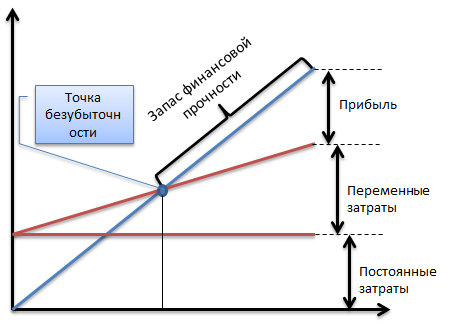 Точка
безубыточн
ости
Запас финансовой
прочности
Прибыль
Переменные
затраты
Постоянные
затраты